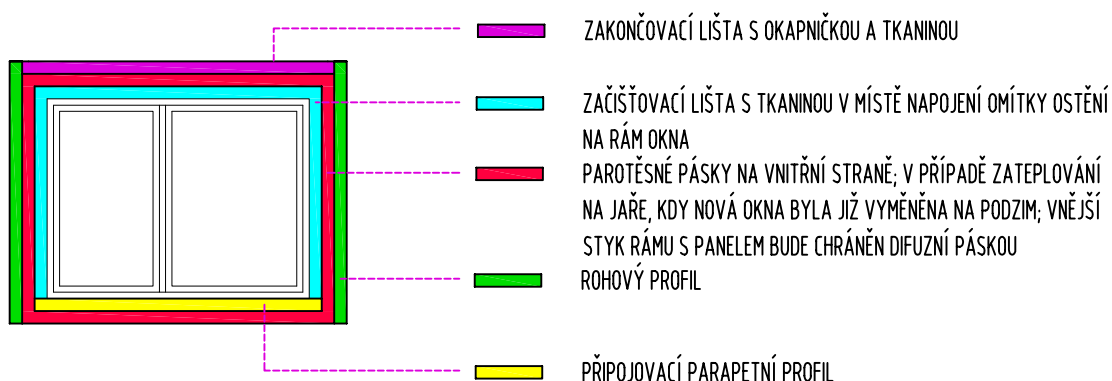 ZAKONČOVACÍ LIŠTA S OKAPNIČKOU A TKANINOU
ZAČIŠŤOVACÍ LIŠTA S TKANINOU V MÍSTĚ NAPOJENÍ OMÍTKY OSTĚNÍ
NA RÁM OKNA
PAROTĚSNÉ PÁSKY NA VNITŘNÍ STRANĚ; V PŘÍPADĚ ZATEPLOVÁNÍ
NA JAŘE, KDY NOVÁ OKNA BYLA JIŽ VYMĚNĚNA NA PODZIM; VNĚJŠÍ
STYK RÁMU S PANELEM BUDE CHRÁNĚN DIFUZNÍ PÁSKOU
ROHOVÝ PROFIL
PŘIPOJOVACÍ PARAPETNÍ PROFIL